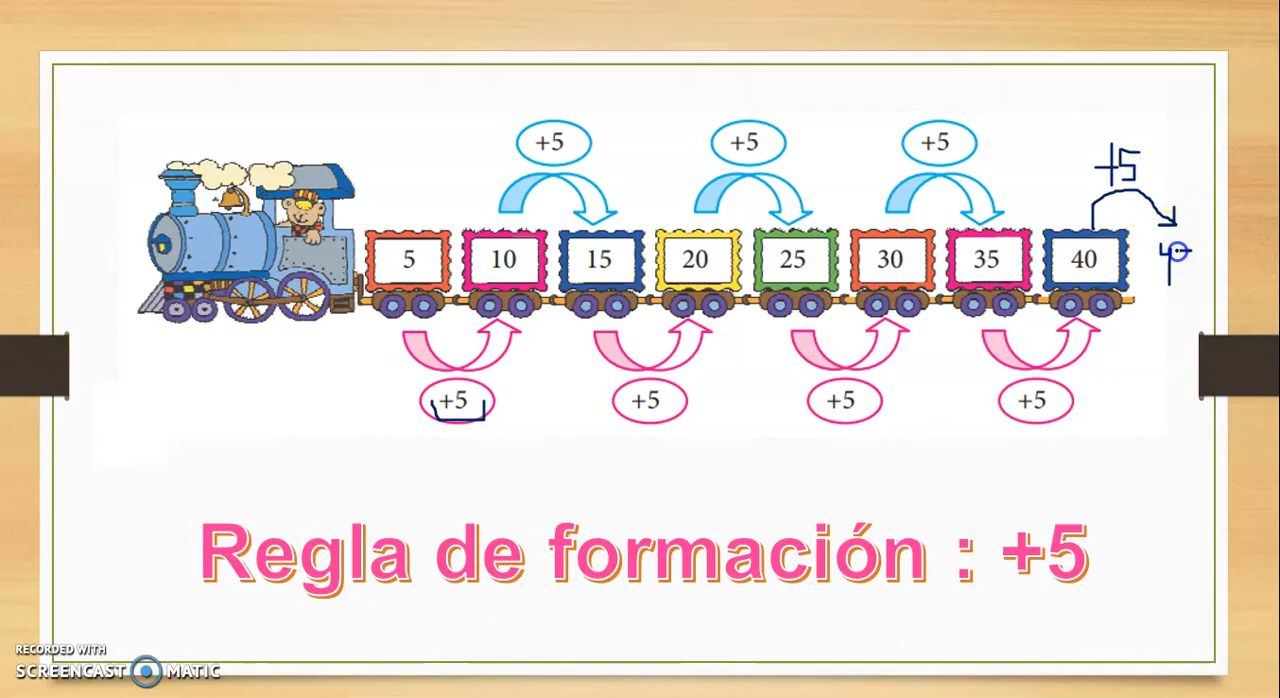 +5 +5 +5 +5
5 10 15 20 25 30 35 40 4
+5 +5 +5 +5
Regla de formación : +5
RECORDED WITH
SCREENCAST MATIC